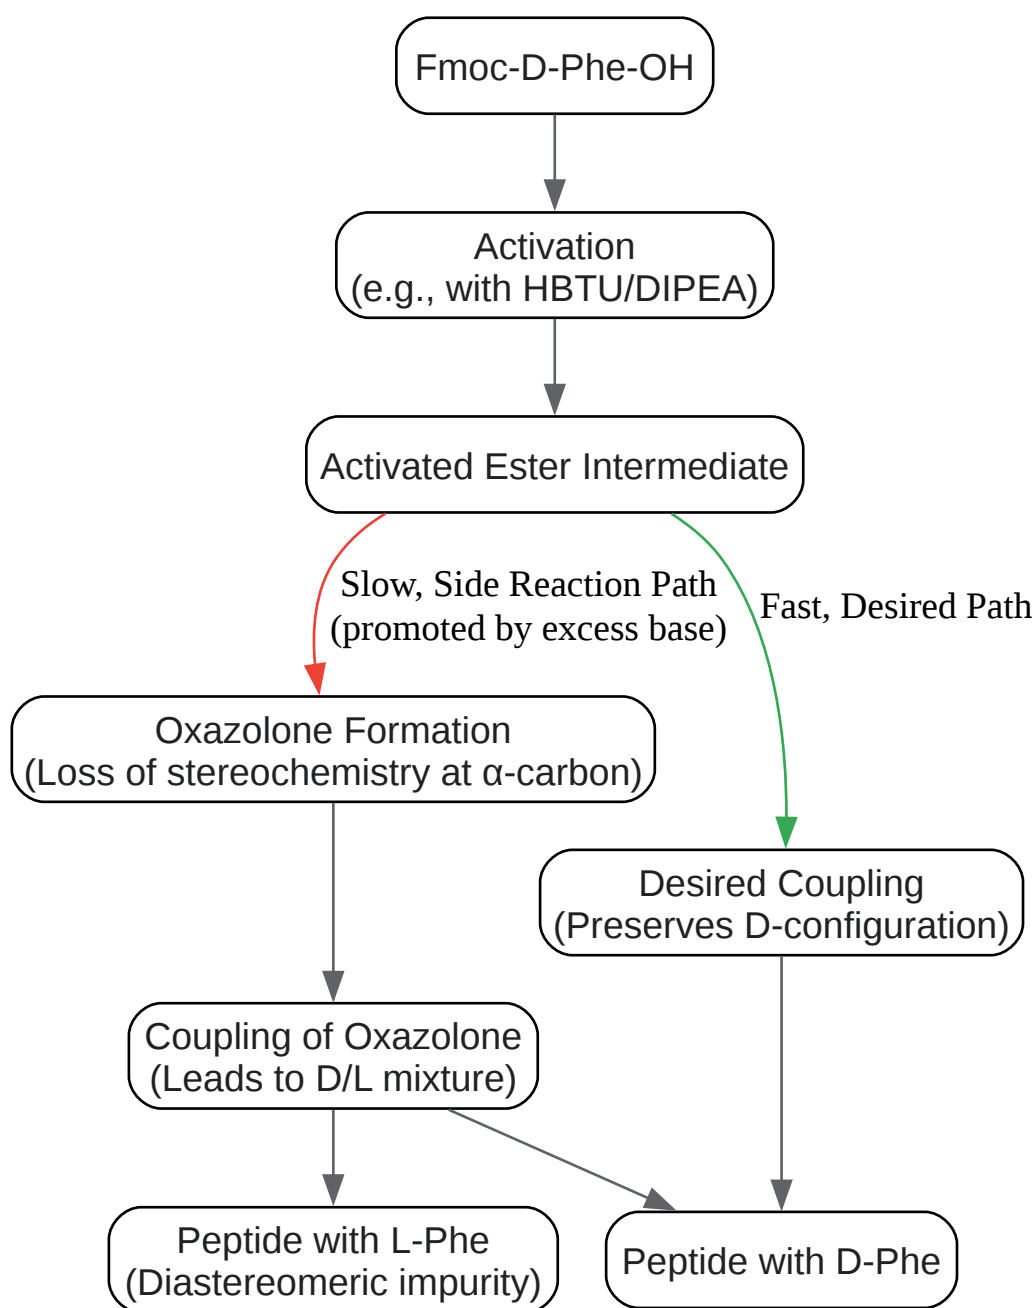 Fmoc-D-Phe-OH
Activation
(e.g., with HBTU/DIPEA)
Activated Ester Intermediate
Slow, Side Reaction Path
(promoted by excess base)
Fast, Desired Path
Oxazolone Formation
(Loss of stereochemistry at α-carbon)
Desired Coupling
(Preserves D-configuration)
Coupling of Oxazolone
(Leads to D/L mixture)
Peptide with L-Phe
(Diastereomeric impurity)
Peptide with D-Phe